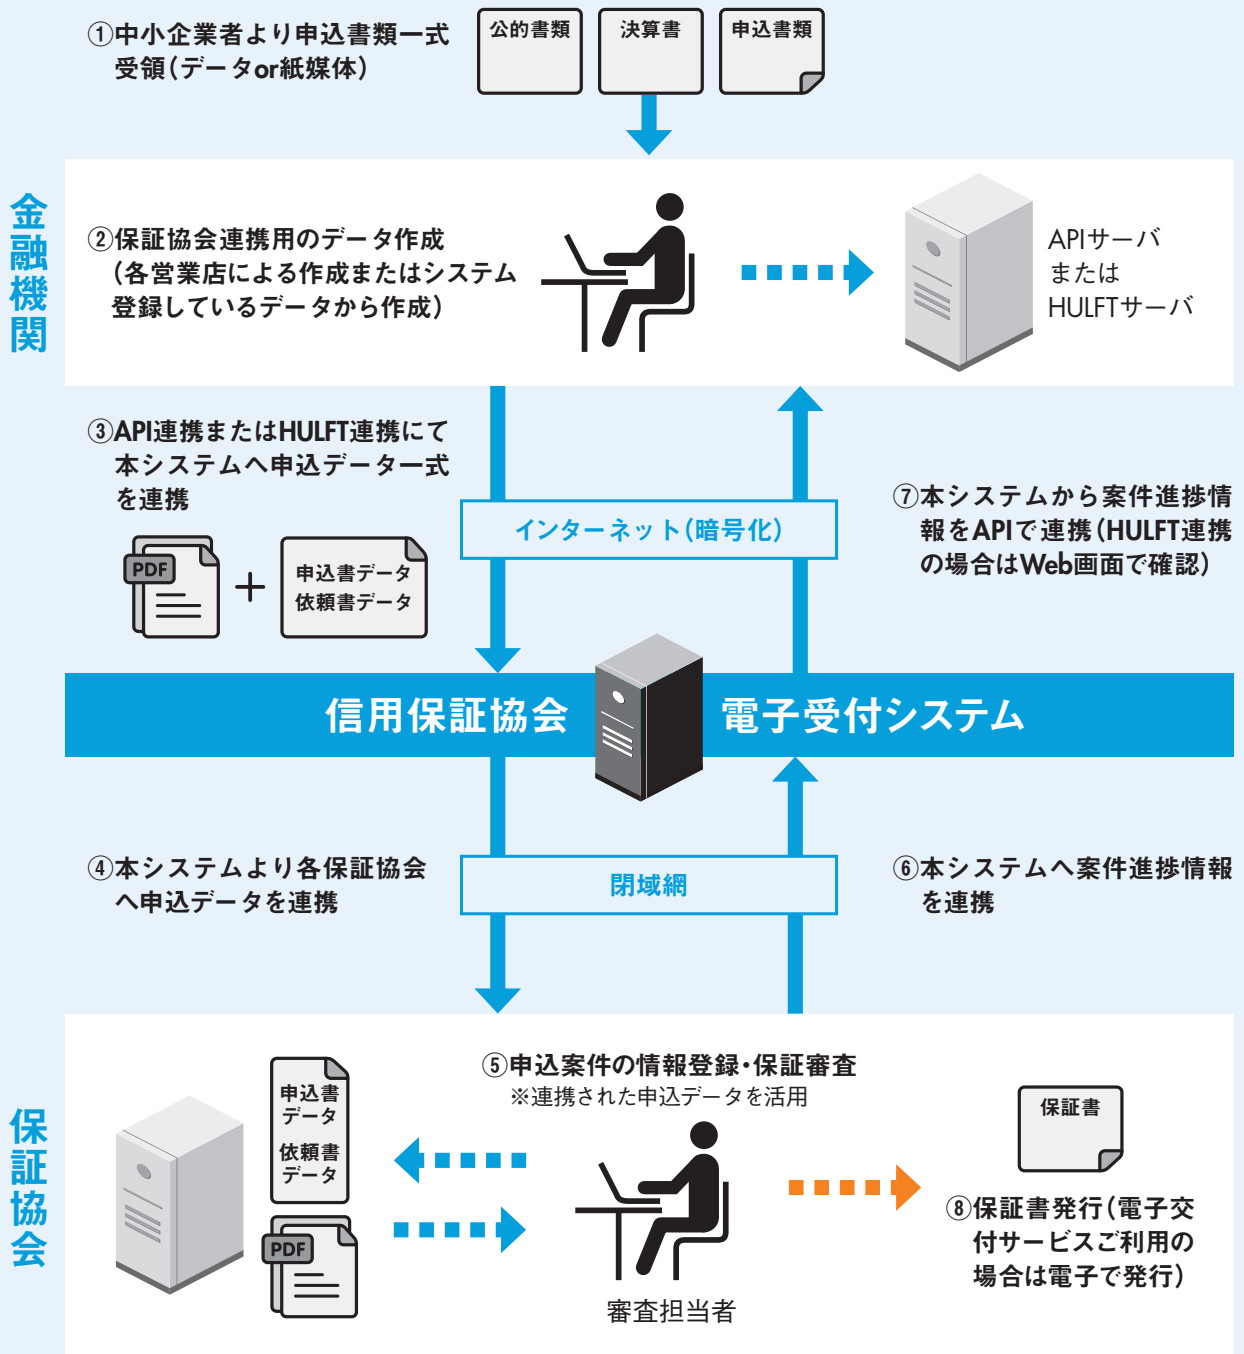 ①中小企業者より申込書類一式
受領（データor紙媒体）
公的書類
決算書
申込書類
金融機関
②保証協会連携用のデータ作成
（各営業店による作成またはシステム
登録しているデータから作成）
APIサーバ
または
HULFTサーバ
③API連携またはHULFT連携にて
本システムへ申込データ一式
を連携
PDF
+
申込書データ
依頼書データ
インターネット（暗号化）
⑦本システムから案件進捗情
報をAPIで連携（HULFT連携
の場合はWeb画面で確認）
信用保証協会 電子受付システム
④本システムより各保証協会
へ申込データを連携
閉域網
⑥本システムへ案件進捗情報
を連携
保証協会
申込書
データ
依頼書
データ
PDF
⑤申込案件の情報登録・保証審査
※連携された申込データを活用
審査担当者
保証書
⑧保証書発行（電子交
付サービスご利用の
場合は電子で発行）